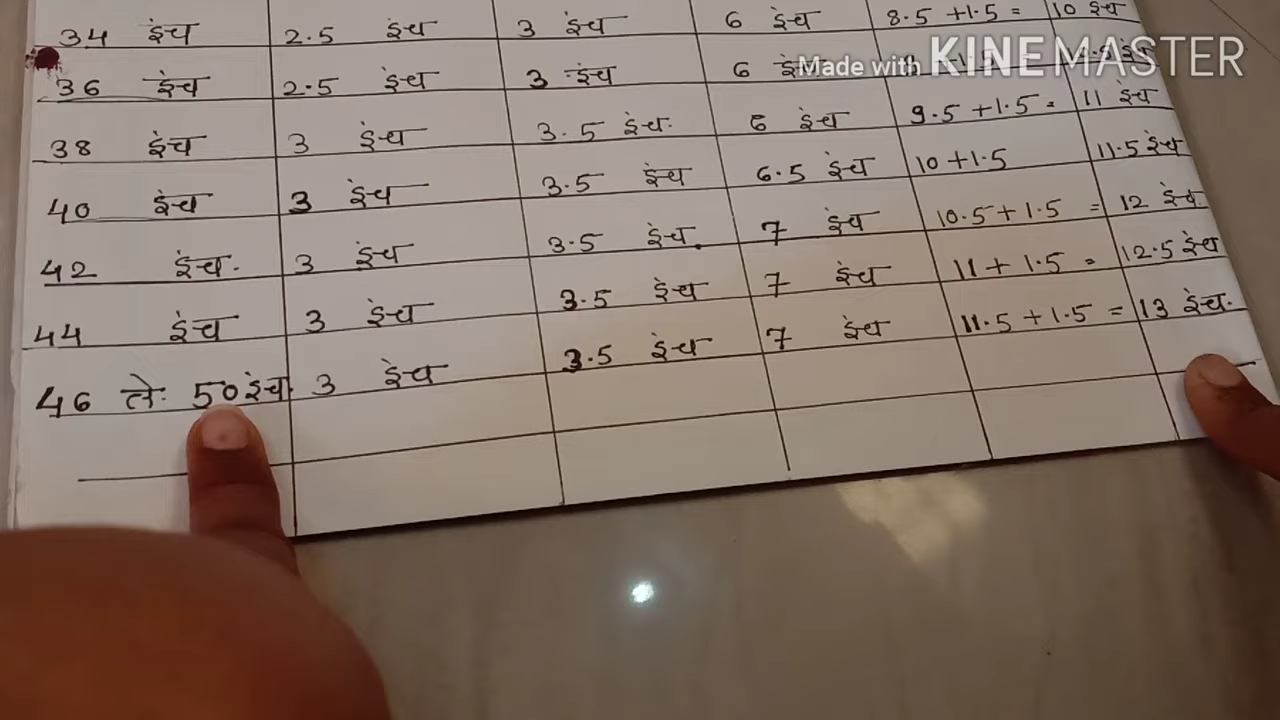 34 इंच 2.5 इंच 3 इंच 6 इंच 8.5 +1.5 = 10 इंच
36 इंच 2.5 इंच 3 इंच 6
38 इंच 3 इंच 3.5 इंच. 6 इंच 9.5 +1.5 = 11 इंच
40 इंच 3 इंच 3.5 इंच 6.5 इंच 10 +1.5 11.5 इंच
42 इंच. 3 इंच 3.5 इंच. 7 इंच 10.5 + 1.5 = 12 इंच
44 इंच 3 इंच 3.5 इंच 7 इंच 11 + 1.5 = 12.5 इंच
46 ते 50 इंच. 3 इंच 3.5 इंच 7 इंच 11.5 + 1.5 = 13 इंच.
Made with KINEMASTER